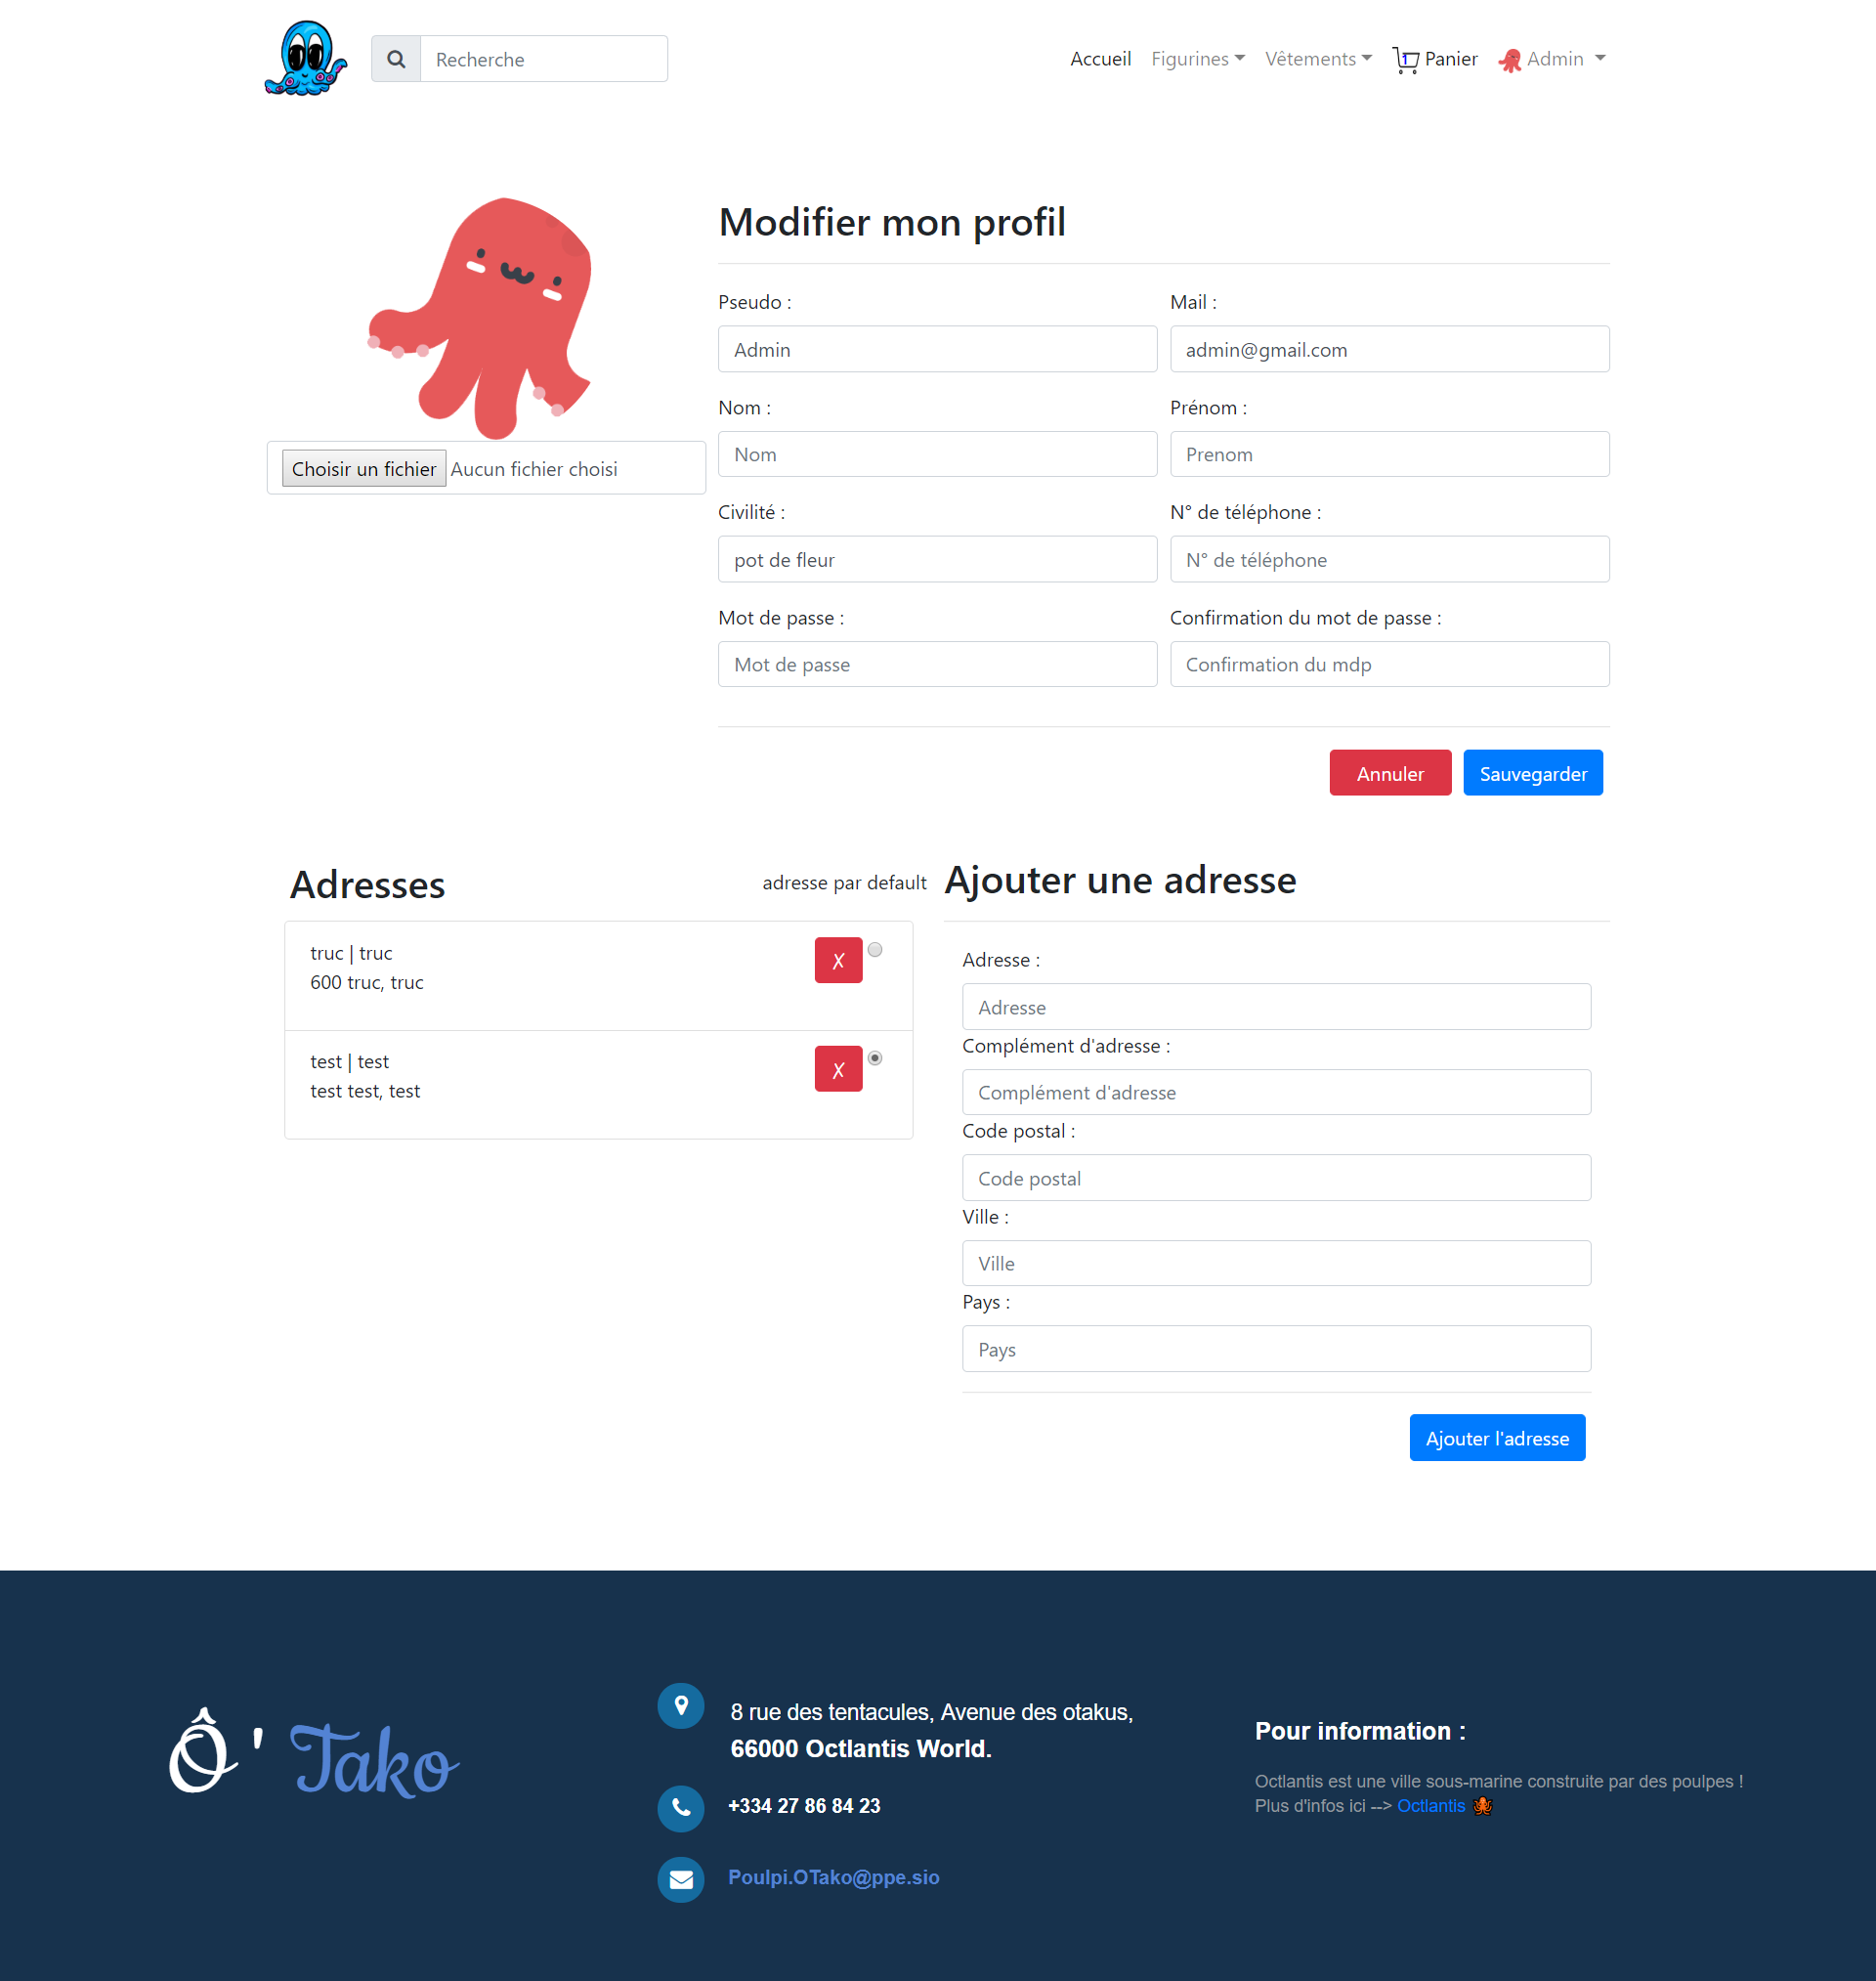 Recherche
Accueil Figurines Vêtements 1 Panier Admin
Modifier mon profil
Pseudo : Mail :
Admin admin@gmail.com
Nom : Prénom :
Nom Prenom
Choisir un fichier Aucun fichier choisi
Civilité : N° de téléphone :
pot de fleur N° de téléphone
Mot de passe : Confirmation du mot de passe :
Mot de passe Confirmation du mdp
Annuler Sauvegarder
Adresses adresse par default
truc | truc
600 truc, truc
X
test | test
test test, test
X
Ajouter une adresse
Adresse :
Adresse
Complément d'adresse :
Complément d'adresse
Code postal :
Code postal
Ville :
Ville
Pays :
Pays
Ajouter l'adresse
Ô ' Tako
8 rue des tentacules, Avenue des otakus,
66000 Octlantis World.
+334 27 86 84 23
Poulpi.OTako@ppe.sio
Pour information :
Octlantis est une ville sous-marine construite par des poulpes !
Plus d'infos ici --> Octlantis 🐙